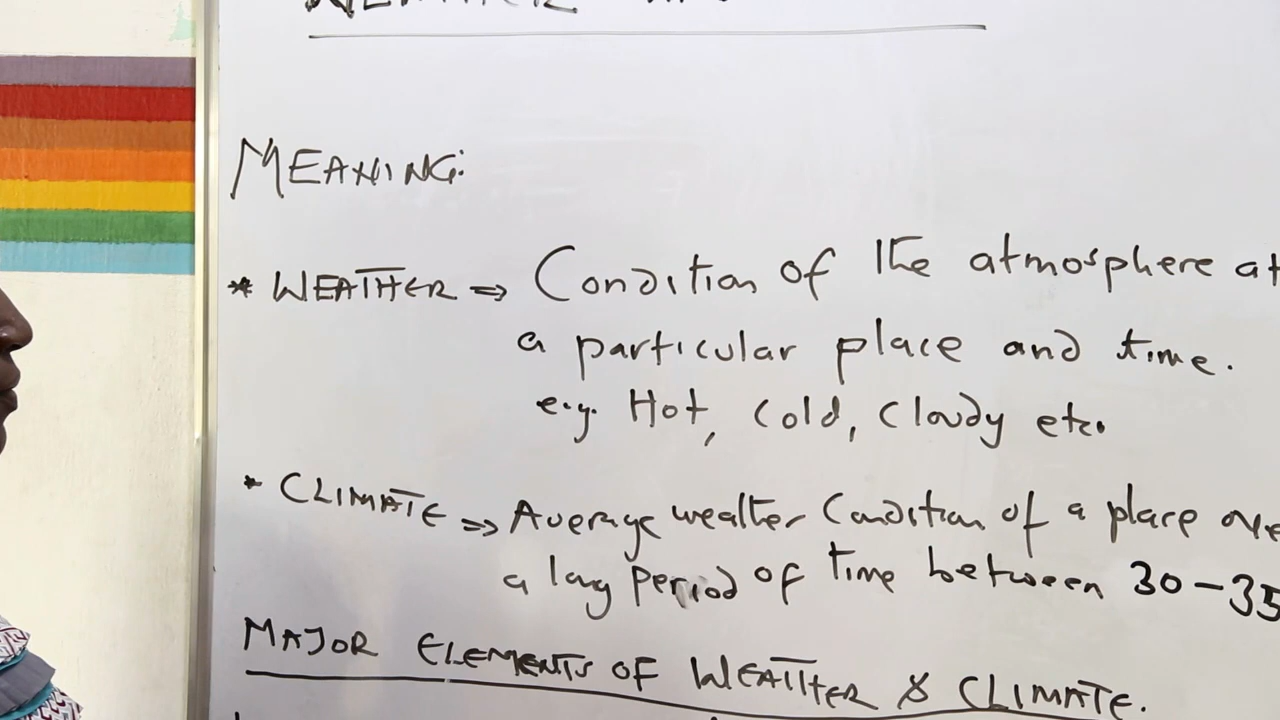 MEANING:
* WEATHER => Condition of the atmosphere at
a particular place and time.
e.g. Hot, Cold, Cloudy etc.
* CLIMATE => Average weather Condition of a place
a long period of time between 30-35
MAJOR ELEMENTS OF WEATHER & CLIMATE.